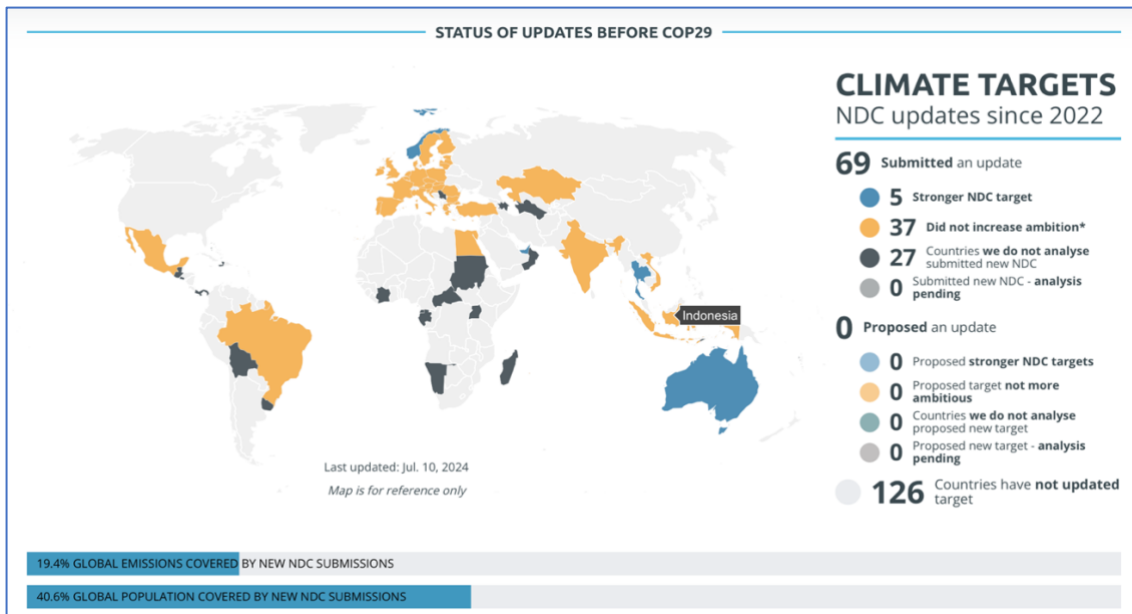 STATUS OF UPDATES BEFORE COP29
CLIMATE TARGETS
NDC updates since 2022
69 Submitted an update
5 Stronger NDC target
37 Did not increase ambition*
27 Countries we do not analyse
submitted new NDC
0 Submitted new NDC - analysis
pending
0 Proposed an update
0 Proposed stronger NDC targets
0 Proposed target not more
ambitious
0 Countries we do not analyse
proposed new target
0 Proposed new target - analysis
pending
126 Countries have not updated
target
Indonesia
Last updated: Jul. 10, 2024
Map is for reference only
19.4% GLOBAL EMISSIONS COVERED BY NEW NDC SUBMISSIONS
40.6% GLOBAL POPULATION COVERED BY NEW NDC SUBMISSIONS